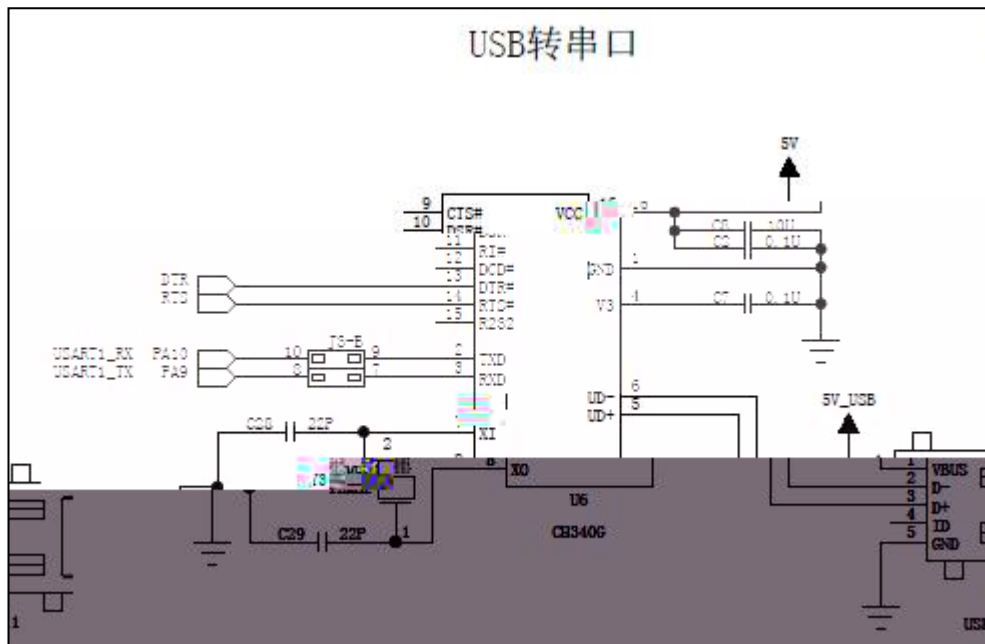 USB转串口
5V
9 CTS#
10 DSR#
11 RI#
12 DCD#
13 DTR#
14 RTS#
15 R232
VCC
C2 0.1U
GND 1
V3 4 C7 0.1U
DTR
RTS
J3-B
USART1_RX PA10 10 9 2 TXD
USART1_TX PA9 8 7 3 RXD
UD- 6
UD+ 5
5V_USB
C28 22P
2
XI
8 XO
U6
CH340G
C29 22P 1
1 VBUS
2 D-
3 D+
4 ID
5 GND
1